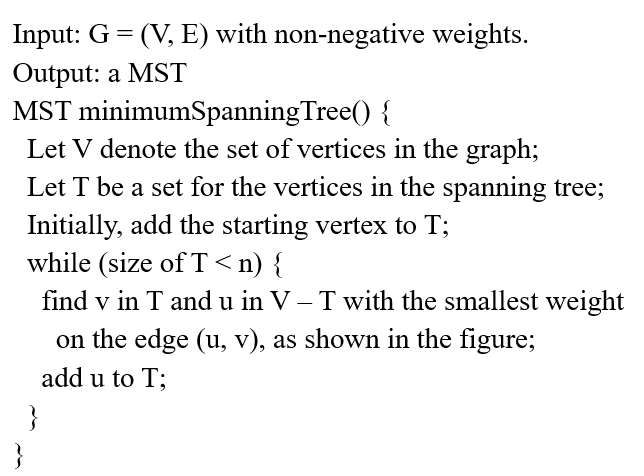 Input: G = (V, E) with non-negative weights.
Output: a MST
MST minimumSpanningTree() {
Let V denote the set of vertices in the graph;
Let T be a set for the vertices in the spanning tree;
Initially, add the starting vertex to T;
while (size of T < n) {
find v in T and u in V – T with the smallest weight
on the edge (u, v), as shown in the figure;
add u to T;
}
}